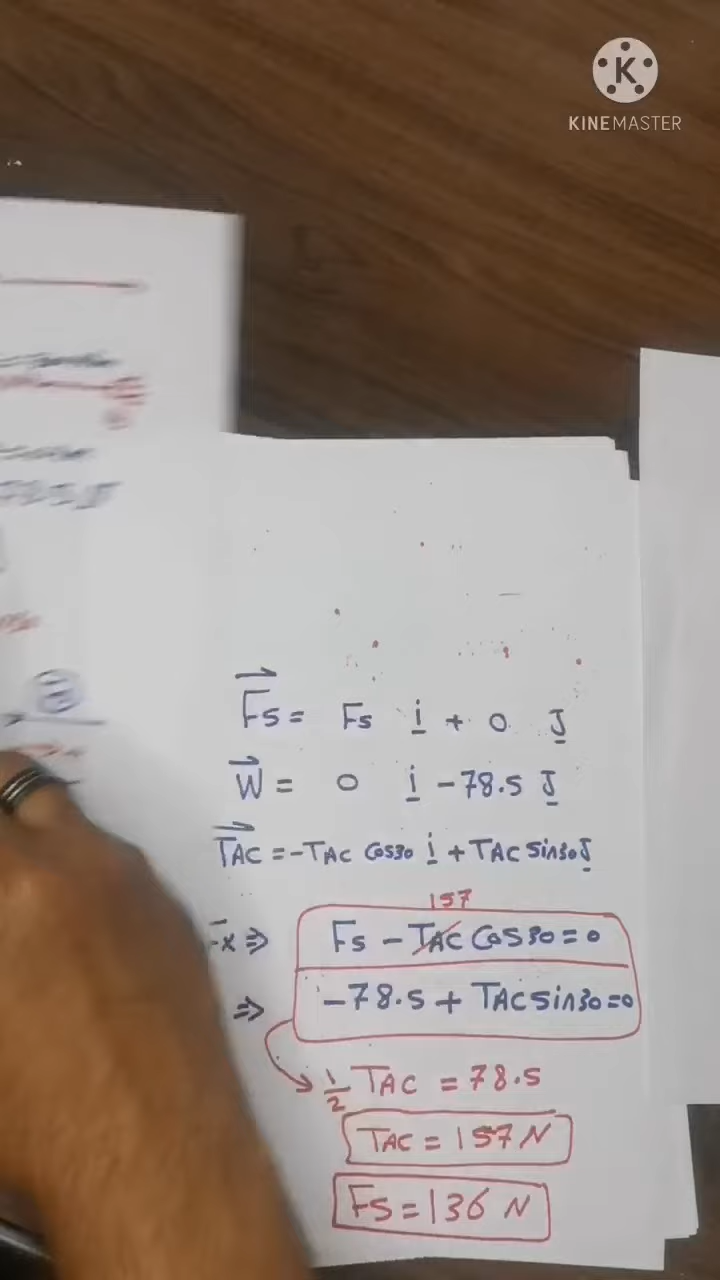 KINEMASTER
Fs = Fs i + 0 J
W = 0 i - 78.5 J
TAC = -TAC Cos30 i + TAC Sin30 J
157
-x ⇒ Fs - TAC Cos30 = 0
⇒ -78.5 + TAC sin30 = 0
1/2 TAC = 78.5
TAC = 157 N
Fs = 136 N